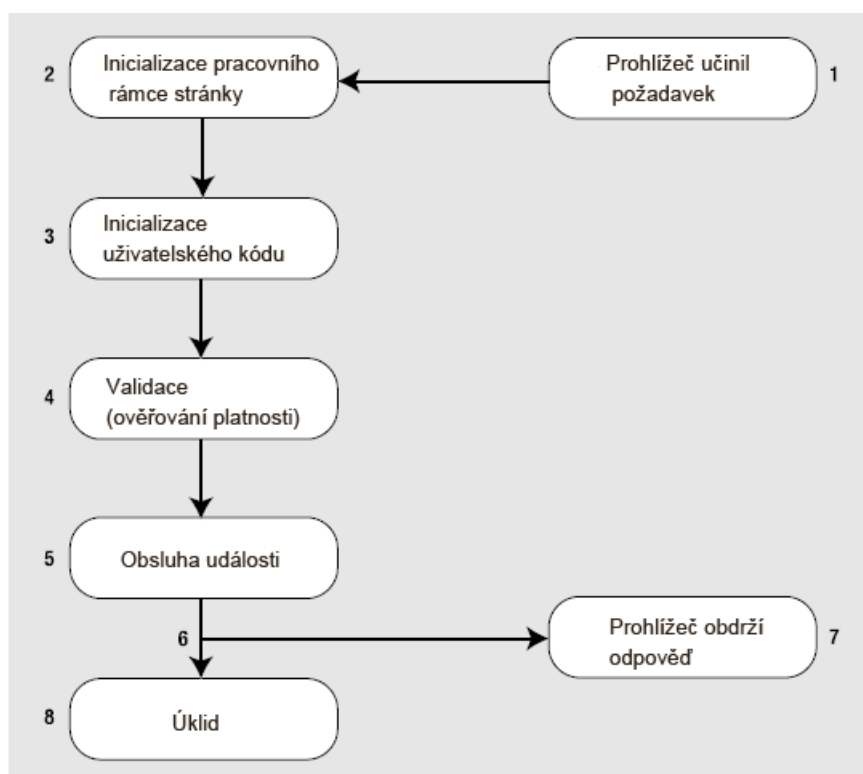 2
Inicializace pracovního
rámce stránky
Prohlížeč učinil
požadavek
1
3
Inicializace
uživatelského kódu
4
Validace
(ověřování platnosti)
5
Obsluha události
6
Prohlížeč obdrží
odpověď
7
8
Úklid